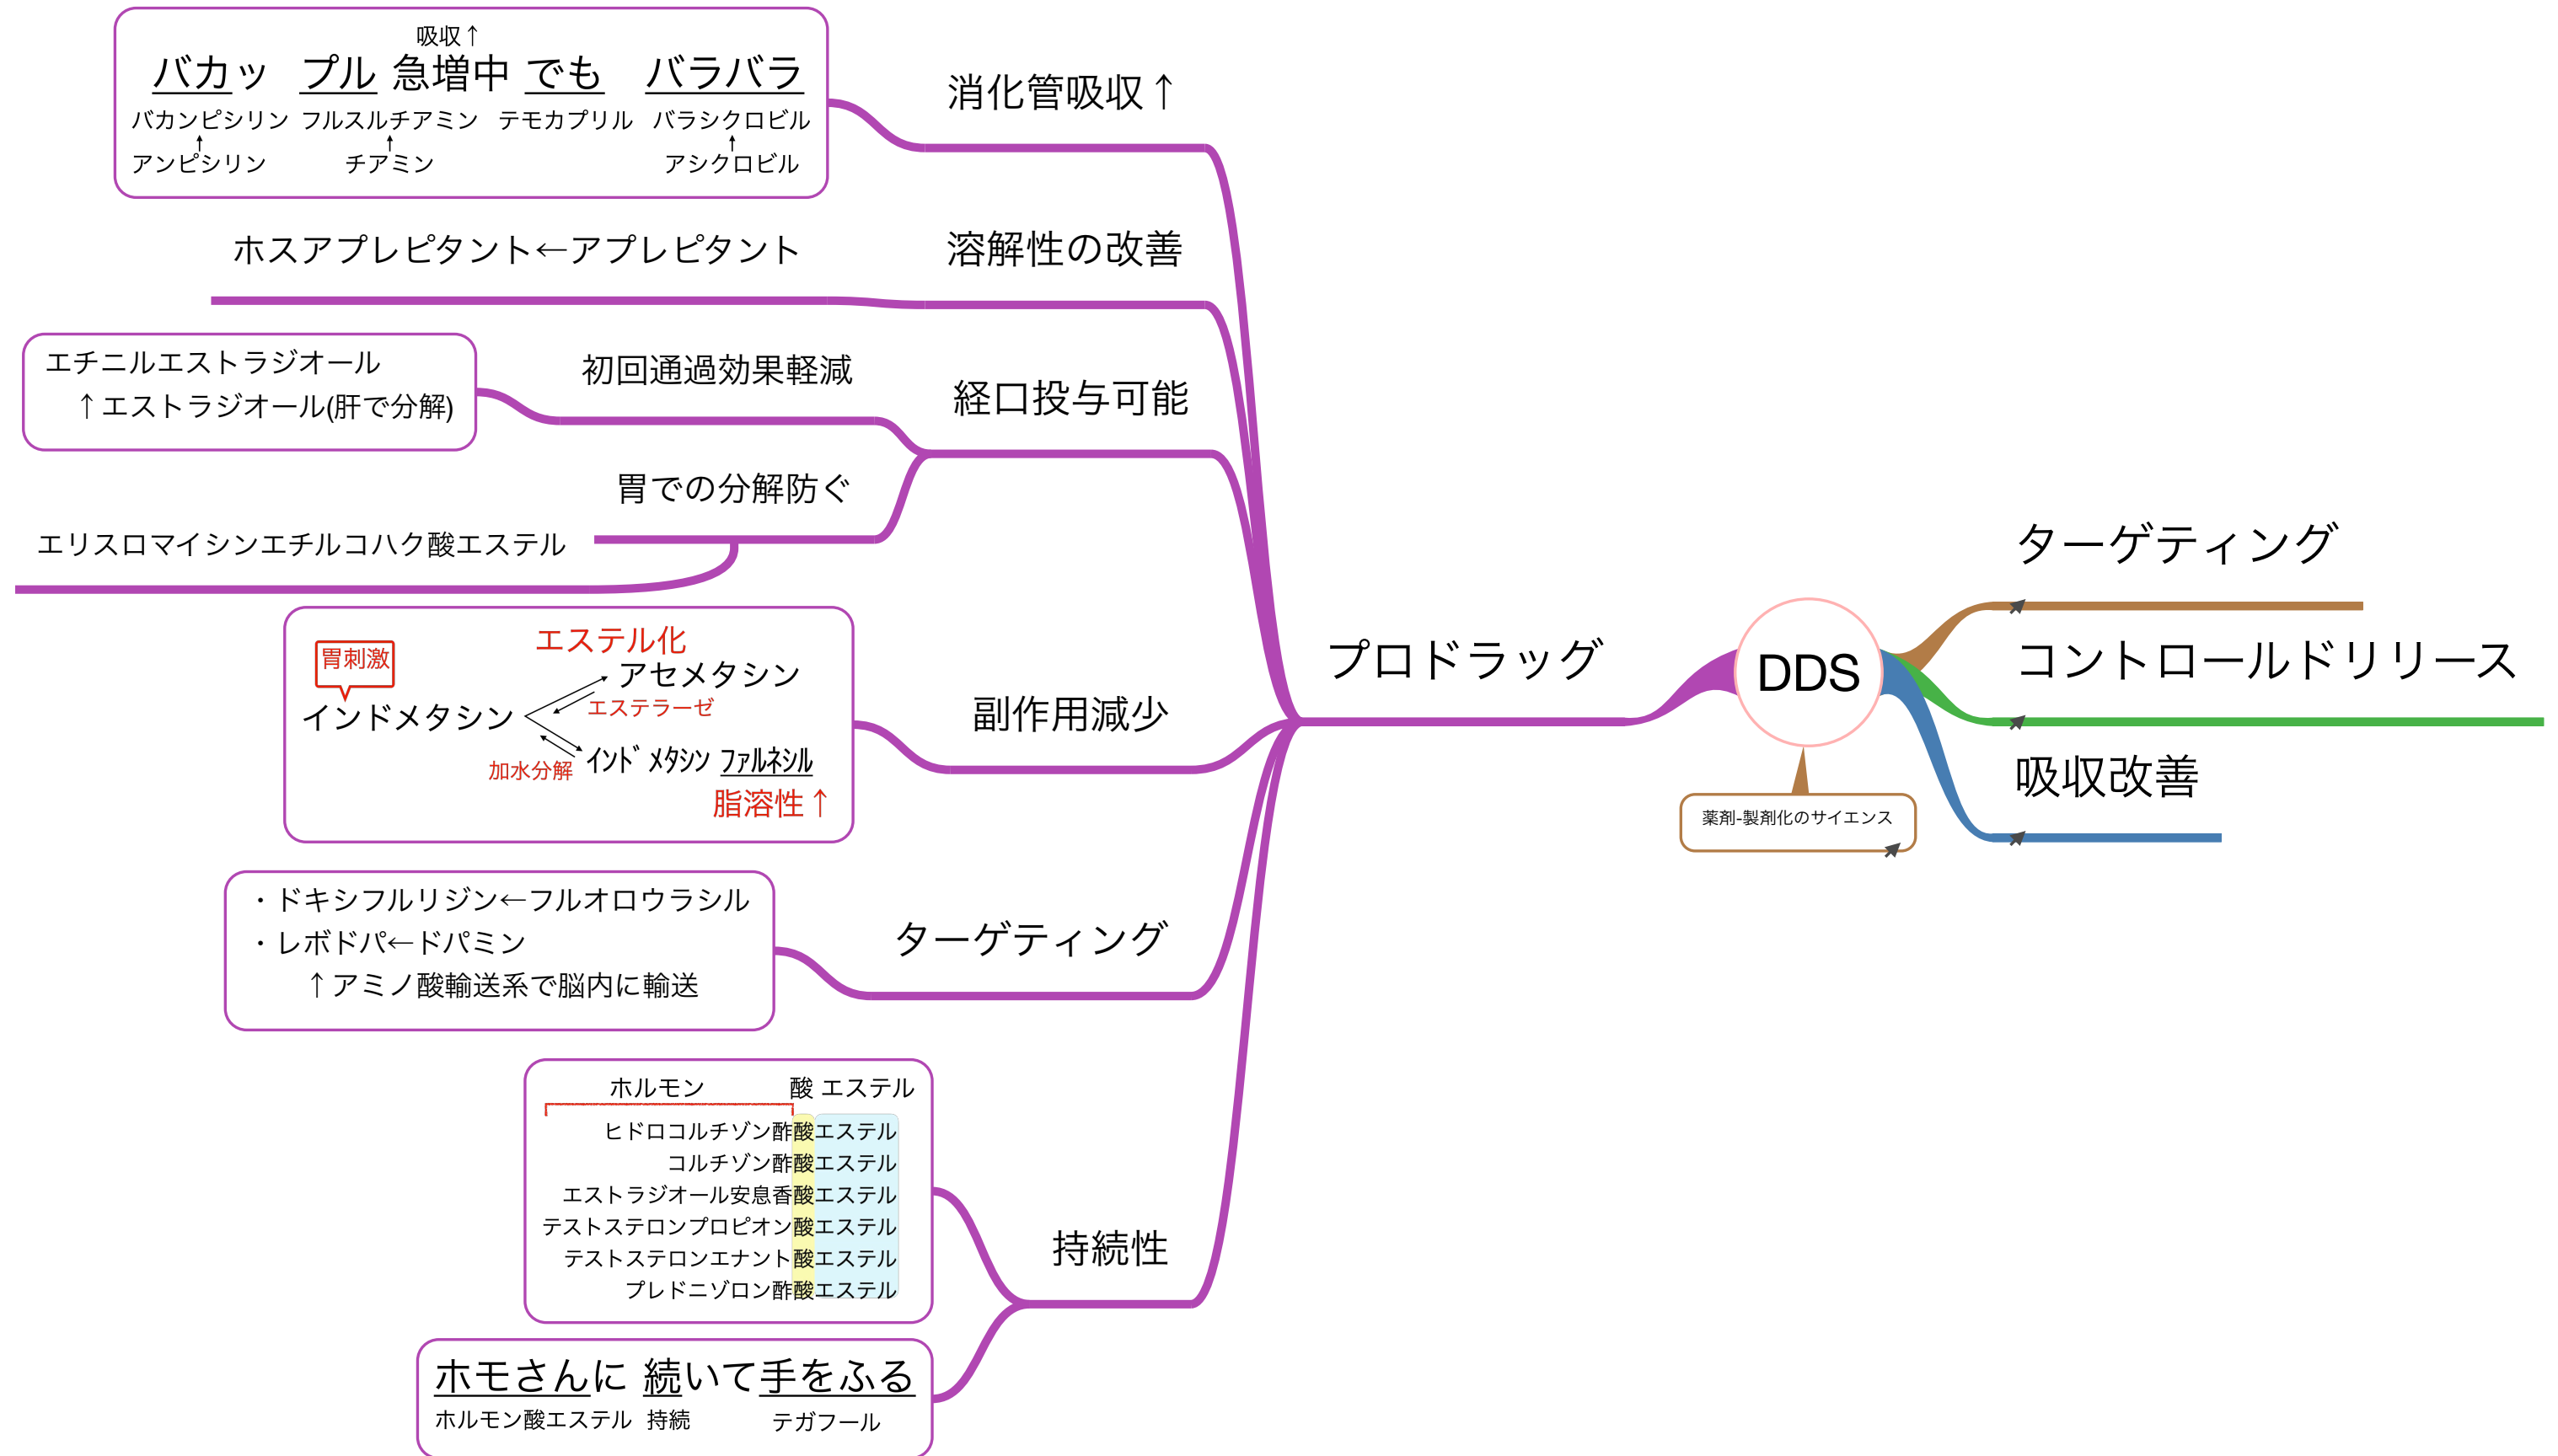 吸収↑
バカッ プル 急増中 でも バラバラ
バカンピシリン フルスルチアミン テモカプリル バラシクロビル
↑ ↑ ↑
アンピシリン チアミン アシクロビル
消化管吸収↑
ホスアプレピタント←アプレピタント
溶解性の改善
エチニルエストラジオール
↑エストラジオール(肝で分解)
初回通過効果軽減
経口投与可能
胃での分解防ぐ
エリスロマイシンエチルコハク酸エステル
エステル化
胃刺激
アセメタシン
エステラーゼ
インドメタシン
インドメタシン ファルネシル
加水分解
脂溶性↑
副作用減少
・ドキシフルリジン←フルオロウラシル
・レボドパ←ドパミン
↑アミノ酸輸送系で脳内に輸送
ターゲティング
ホルモン 酸 エステル
ヒドロコルチゾン酢酸エステル
コルチゾン酢酸エステル
エストラジオール安息香酸エステル
テストステロンプロピオン酸エステル
テストステロンエナント酸エステル
プレドニゾロン酢酸エステル
持続性
ホモさんに 続いて手をふる
ホルモン酸エステル 持続 テガフール
プロドラッグ
DDS
薬剤-製剤化のサイエンス
ターゲティング
コントロールドリリース
吸収改善